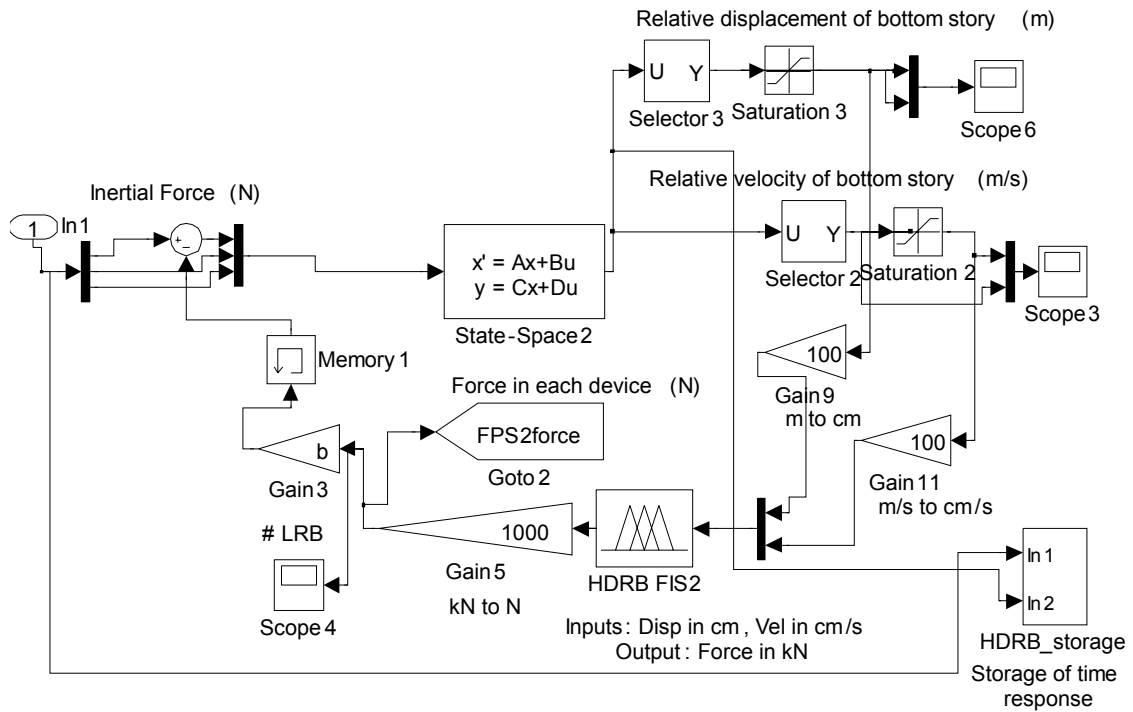 Relative displacement of bottom story (m)
U Y
Selector 3
Saturation 3
Scope 6
Inertial Force (N)
Relative velocity of bottom story (m/s)
1
In 1
+
−
x' = Ax+Bu
y = Cx+Du
State-Space 2
U Y
Selector 2
Saturation 2
Scope 3
Memory 1
100
Gain 9
m to cm
Force in each device (N)
FPS2force
Goto 2
b
Gain 3
100
Gain 11
m/s to cm/s
# LRB
Scope 4
1000
Gain 5
kN to N
HDRB FIS2
Inputs : Disp in cm , Vel in cm/s
Output : Force in kN
In 1
In 2
HDRB_storage
Storage of time
response